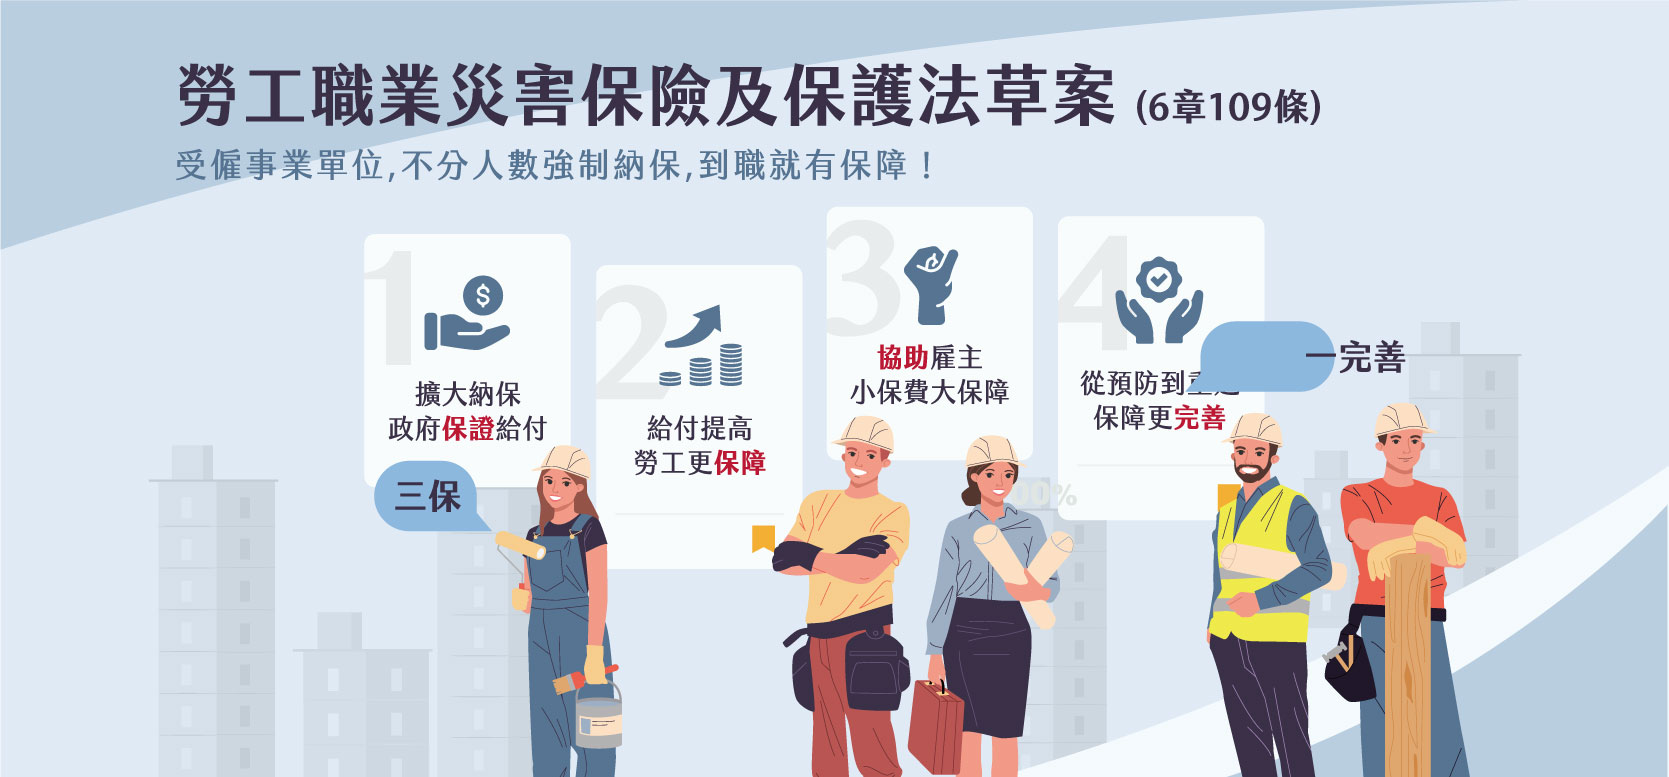 勞工職業災害保險及保護法草案 (6章109條)
受僱事業單位,不分人數強制納保,到職就有保障！
1
擴大納保
政府保證給付
2
給付提高
勞工更保障
3
協助雇主
小保費大保障
4
從預防到重建
保障更完善
三保
一完善
00%